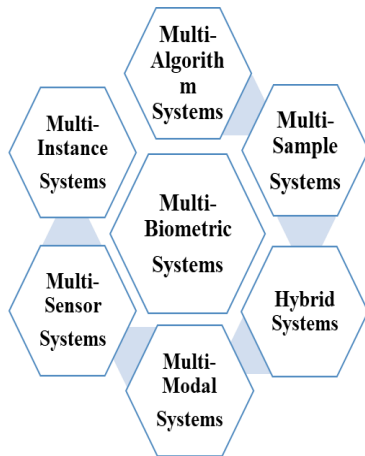 Multi-
Algorith
m
Systems
Multi-
Instance
Systems
Multi-
Sample
Systems
Multi-
Biometric
Systems
Multi-
Sensor
Systems
Hybrid
Systems
Multi-
Modal
Systems